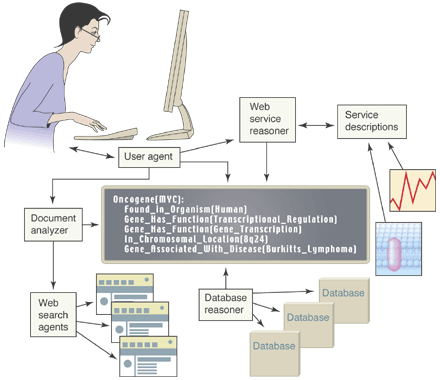 Web
service
reasoner
Service
descriptions
User agent
Oncogene(MYC):
Found_in_Organism(Human)
Gene_Has_Function(Transcriptional_Regulation)
Gene_Has_Function(Gene_Transcription)
In_Chromosomal_Location(8q24)
Gene_Associated_With_Disease(Burkitts_Lymphoma)
Document
analyzer
Web
search
agents
Database
reasoner
Database
Database
Database